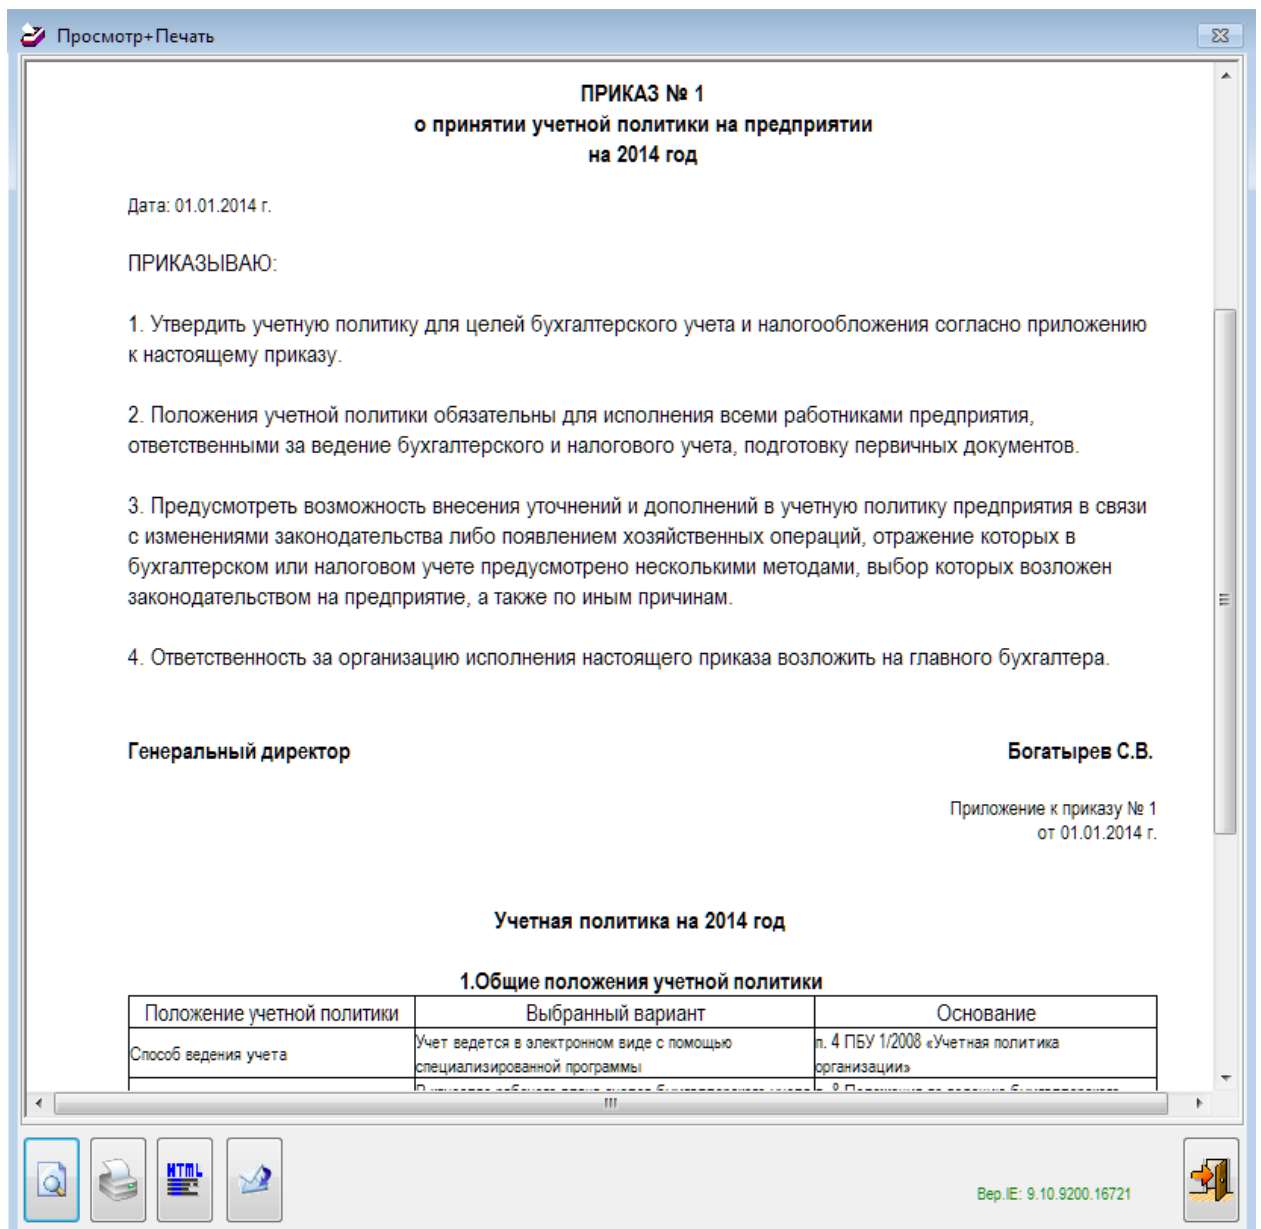 Просмотр+Печать
ПРИКАЗ № 1
о принятии учетной политики на предприятии
на 2014 год
Дата: 01.01.2014 г.
ПРИКАЗЫВАЮ:
1. Утвердить учетную политику для целей бухгалтерского учета и налогообложения согласно приложению
к настоящему приказу.
2. Положения учетной политики обязательны для исполнения всеми работниками предприятия,
ответственными за ведение бухгалтерского и налогового учета, подготовку первичных документов.
3. Предусмотреть возможность внесения уточнений и дополнений в учетную политику предприятия в связи
с изменениями законодательства либо появлением хозяйственных операций, отражение которых в
бухгалтерском или налоговом учете предусмотрено несколькими методами, выбор которых возложен
законодательством на предприятие, а также по иным причинам.
4. Ответственность за организацию исполнения настоящего приказа возложить на главного бухгалтера.
Генеральный директор Богатырев С.В.
Приложение к приказу № 1
от 01.01.2014 г.
Учетная политика на 2014 год
1.Общие положения учетной политики
Положение учетной политики Выбранный вариант Основание
Способ ведения учета
Учет ведется в электронном виде с помощью
специализированной программы
п. 4 ПБУ 1/2008 «Учетная политика
организации»
HTML
Вер.IE: 9.10.9200.16721